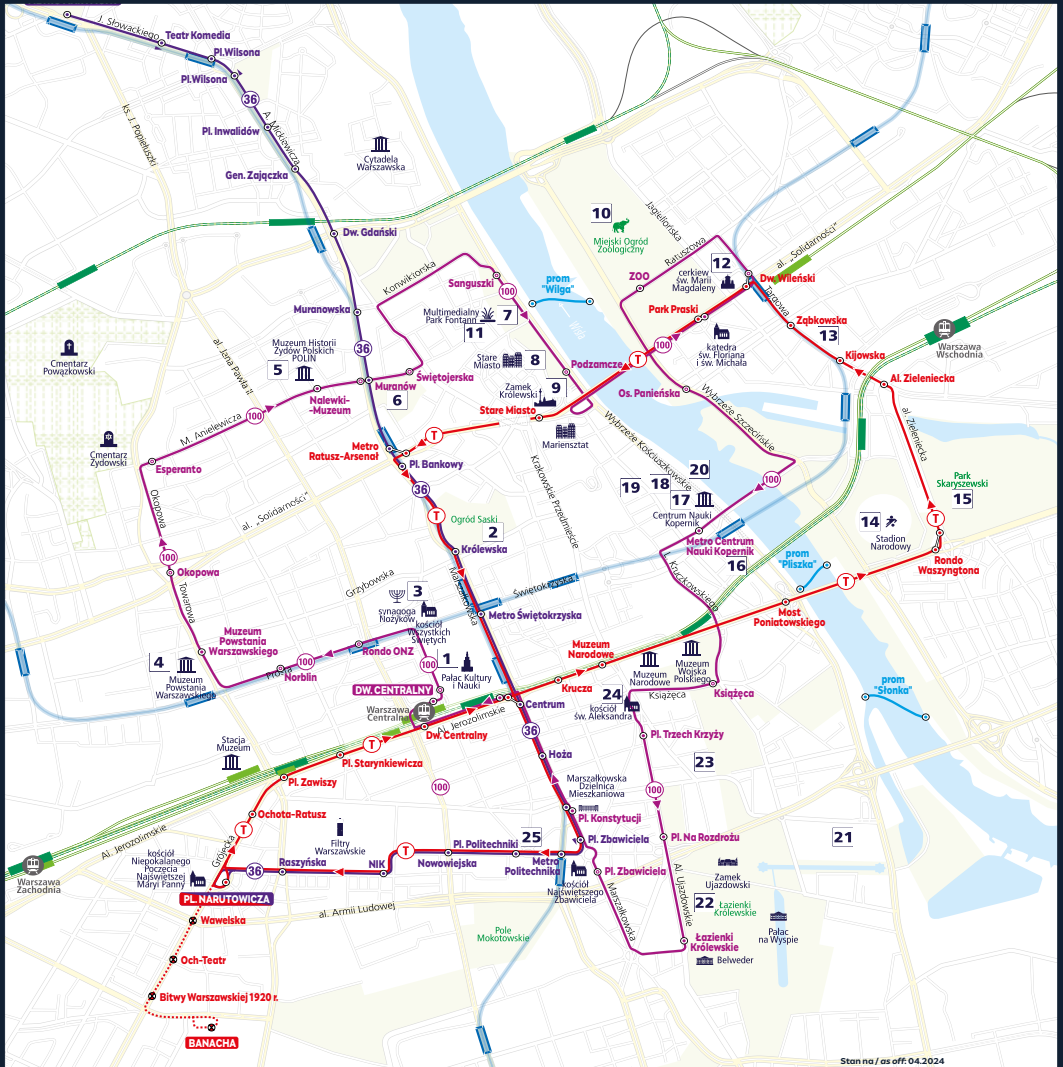 J. Słowackiego
Teatr Komedia
Pl.Wilsona
Pl.Wilsona
36
A. Mickiewicza
ks. J. Popiełuszki
Pl. Inwalidów
Cytadela
Warszawska
Gen. Zajączka
Dw. Gdański
10
Miejski Ogród
Zoologiczny
Jagiellońska
Ratuszowa
al. „Solidarności”
12
cerkiew
św. Marii
Magdaleny
Dw. Wileński
Targowa
ZOO
Konwiktorska
Sanguszki
100
prom
"Wilga"
Park Praski
Ząbkowska
13
Muranowska
Multimedialny
Park Fontann
7
11
katedra
św. Floriana
i św. Michała
Warszawa
Wschodnia
Cmentarz
Powązkowski
al. Jana Pawła II
Muzeum Historii
Żydów Polskich
POLIN
5
36
Stare
Miasto
8
Podzamcze
T
100
Kijowska
Świętojerska
Muranów
6
Nalewki-
-Muzeum
Zamek
Królewski
9
Os. Panieńska
Al. Zieleniecka
M. Anielewicza
100
Stare Miasto
Mariensztat
Wybrzeże Szczecińskie
al. Zieleniecka
Cmentarz
Żydowski
T
Metro
Ratusz-Arsenał
Pl. Bankowy
Wybrzeże Kościuszkowskie
Esperanto
Krakowskie Przedmieście
20
19
18
17
100
Park
Skaryszewski
15
36
Okopowa
al. „Solidarności”
T
Ogród Saski
2
Centrum Nauki
Kopernik
14
Stadion
Narodowy
T
Królewska
Metro Centrum
Nauki Kopernik
16
prom
"Pliszka"
Rondo
Waszyngtona
100
Okopowa
Towarowa
Grzybowska
Marszałkowska
Świętokrzyska
Kruczkowskiego
T
3
synagoga
Nożyków
kościół
Wszystkich
Świętych
Metro Świętokrzyska
Most
Poniatowskiego
Muzeum
Powstania
Warszawskiego
4
Muzeum
Powstania
Warszawskiego
Rondo ONZ
100
Norblin
Prosta
100
1
Pałac Kultury
i Nauki
Muzeum
Narodowe
Muzeum
Narodowe
Muzeum
Wojska
Polskiego
prom
"Słonka"
DW. CENTRALNY
Krucza
24
Książęca
Książęca
Warszawa
Centralna
Al. Jerozolimskie
Centrum
kościół
św. Aleksandra
Dw. Centralny
36
Pl. Trzech Krzyży
Stacja
Muzeum
T
Pl. Starynkiewicza
Hoża
23
Pl. Zawiszy
100
Marszałkowska
Dzielnica
Mieszkaniowa
100
Ochota-Ratusz
Pl. Konstytucji
T
Al. Jerozolimskie
Grójecka
Filtry
Warszawskie
Pl. Politechniki
25
Pl. Zbawiciela
Pl. Na Rozdrożu
21
kościół
Niepokalanego
Poczęcia
Najświętszej
Maryi Panny
T
NIK
Nowowiejska
Metro
Politechnika
36
Raszyńska
Pl. Zbawiciela
kościół
Najświętszego
Zbawiciela
Al. Ujazdowskie
Zamek
Ujazdowski
Warszawa
Zachodnia
PL. NARUTOWICZA
22
Łazienki
Królewskie
Marszałkowska
al. Armii Ludowej
Wawelska
Pole
Mokotowskie
Pałac
na Wyspie
Łazienki
Królewskie
Belweder
Och-Teatr
Bitwy Warszawskiej 1920 r.
BANACHA
Stan na / as off: 04.2024